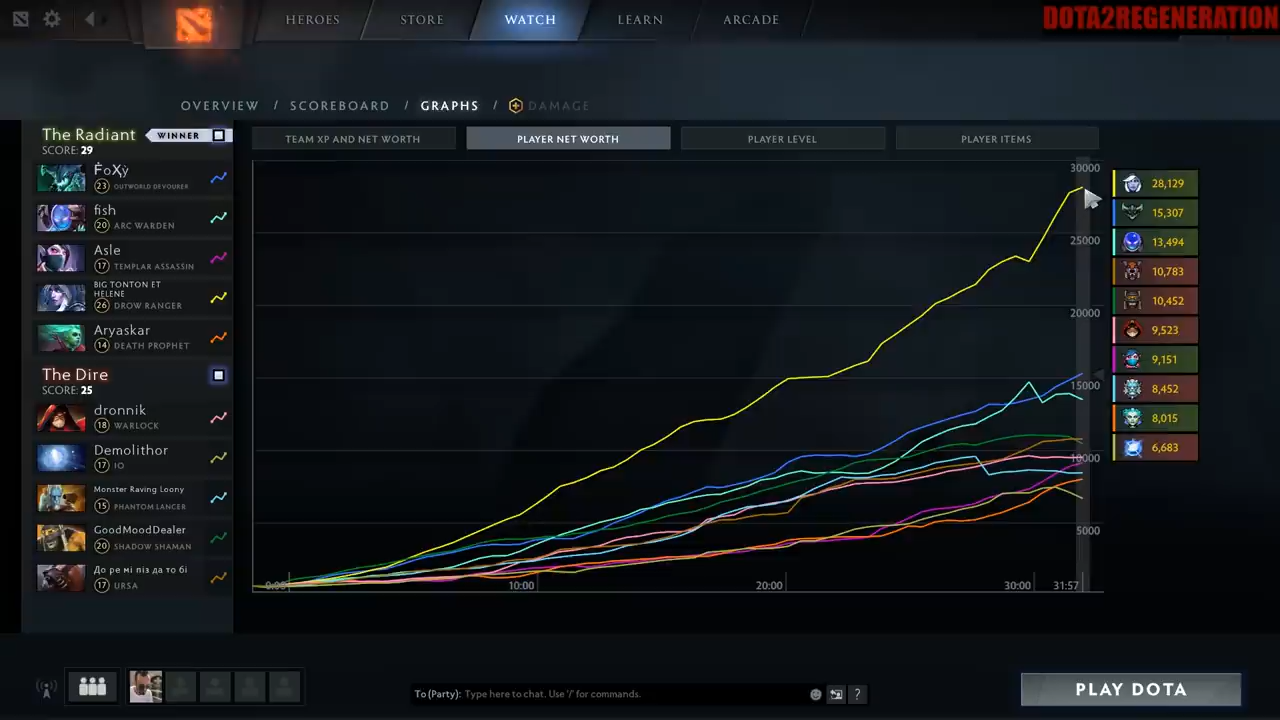 HEROES STORE WATCH LEARN ARCADE
DOTA2REGENERATION
OVERVIEW / SCOREBOARD / GRAPHS / DAMAGE
The Radiant WINNER
SCORE: 29
TEAM XP AND NET WORTH PLAYER NET WORTH PLAYER LEVEL PLAYER ITEMS
ḞoẊẏ
23 OUTWORLD DEVOURER
fish
20 ARC WARDEN
Asle
17 TEMPLAR ASSASSIN
BIG TONTON ET
HELENE
26 DROW RANGER
Aryaskar
14 DEATH PROPHET
The Dire
SCORE: 25
dronnik
18 WARLOCK
Demolithor
17 IO
Monster Raving Loony
15 PHANTOM LANCER
GoodMoodDealer
20 SHADOW SHAMAN
До ре мі піз да то бі
17 URSA
30000
25000
20000
15000
10000
5000
0:00 10:00 20:00 30:00 31:57
28,129
15,307
13,494
10,783
10,452
9,523
9,151
8,452
8,015
6,683
To (Party): Type here to chat. Use '/' for commands.
?
PLAY DOTA